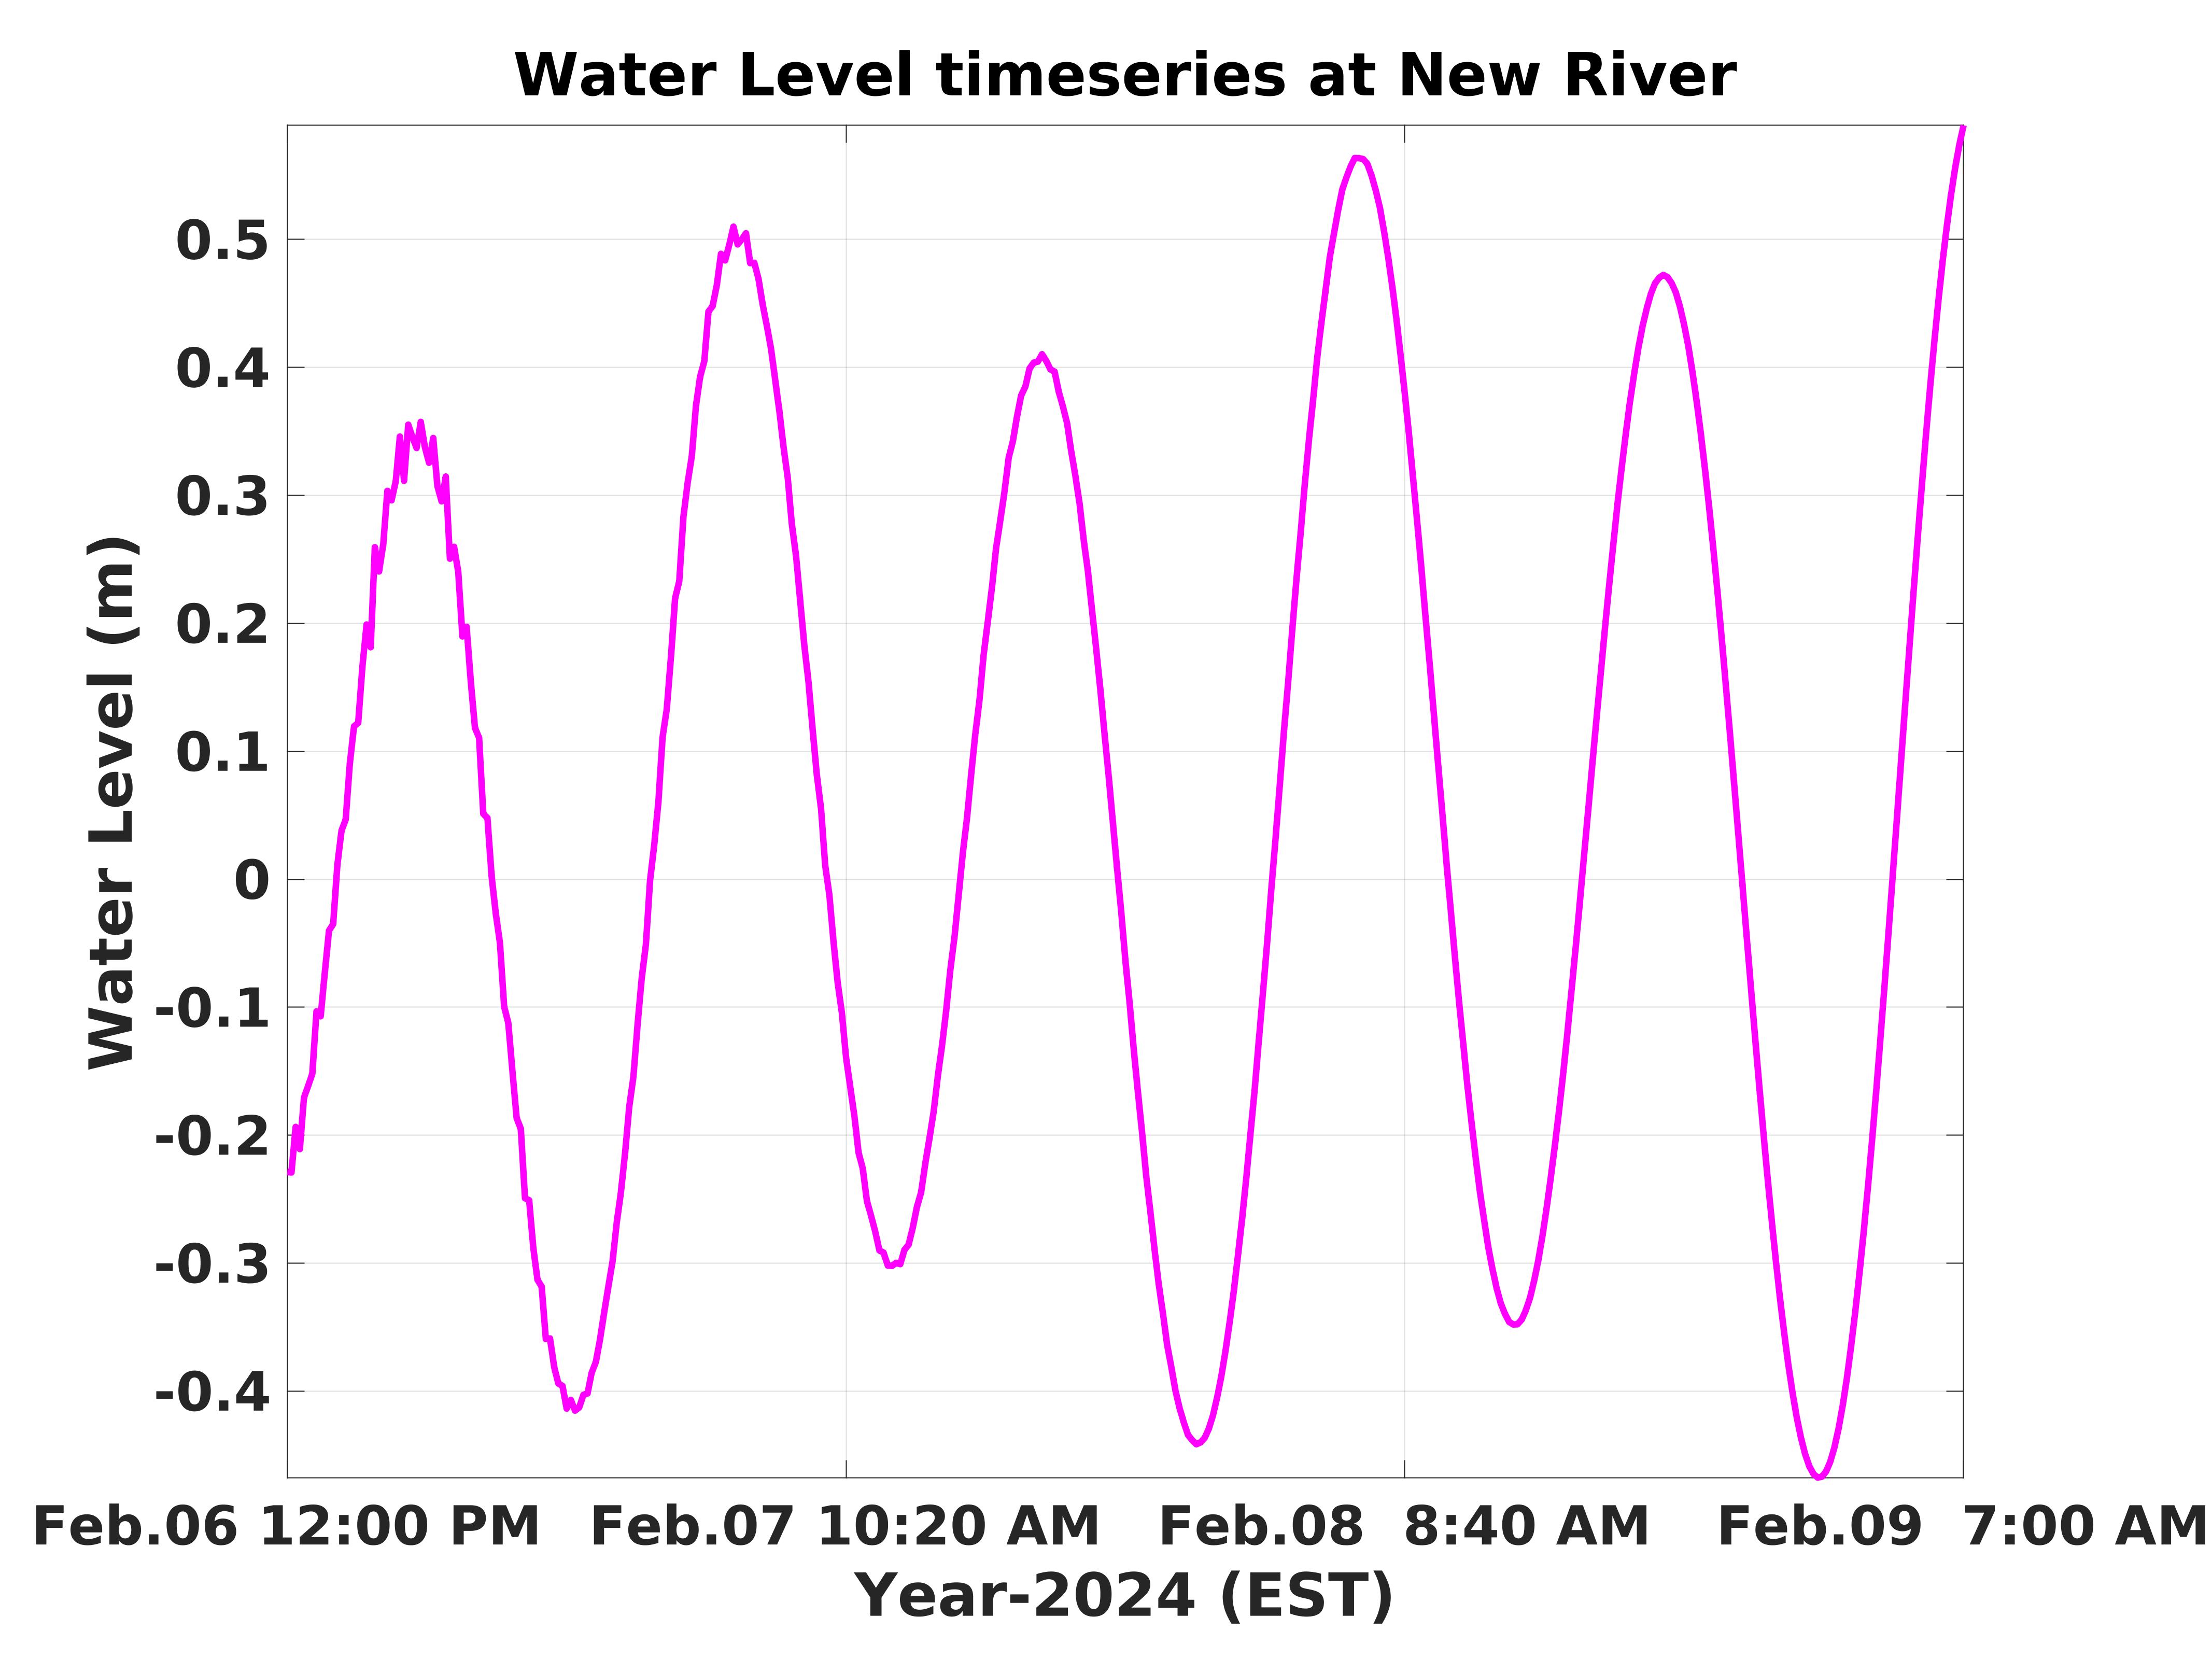 Water Level timeseries at New River
Water Level (m)
0.5
0.4
0.3
0.2
0.1
0
-0.1
-0.2
-0.3
-0.4
Feb.06 12:00 PM Feb.07 10:20 AM Feb.08 8:40 AM Feb.09 7:00 AM
Year-2024 (EST)